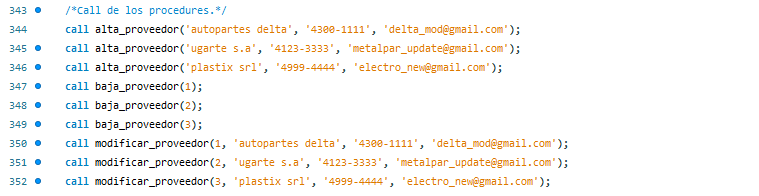 343 /*Call de los procedures.*/
344 call alta_proveedor('autopartes delta', '4300-1111', 'delta_mod@gmail.com');
345 call alta_proveedor('ugarte s.a', '4123-3333', 'metalpar_update@gmail.com');
346 call alta_proveedor('plastix srl', '4999-4444', 'electro_new@gmail.com');
347 call baja_proveedor(1);
348 call baja_proveedor(2);
349 call baja_proveedor(3);
350 call modificar_proveedor(1, 'autopartes delta', '4300-1111', 'delta_mod@gmail.com');
351 call modificar_proveedor(2, 'ugarte s.a', '4123-3333', 'metalpar_update@gmail.com');
352 call modificar_proveedor(3, 'plastix srl', '4999-4444', 'electro_new@gmail.com');